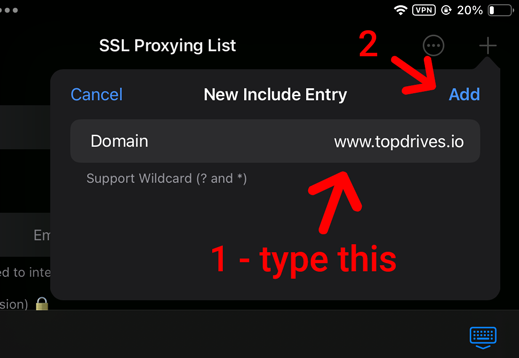 VPN 20%
SSL Proxying List
2
Cancel New Include Entry Add
Domain www.topdrives.io
Support Wildcard (? and *)
1 - type this
Em
ed to inte
sion)